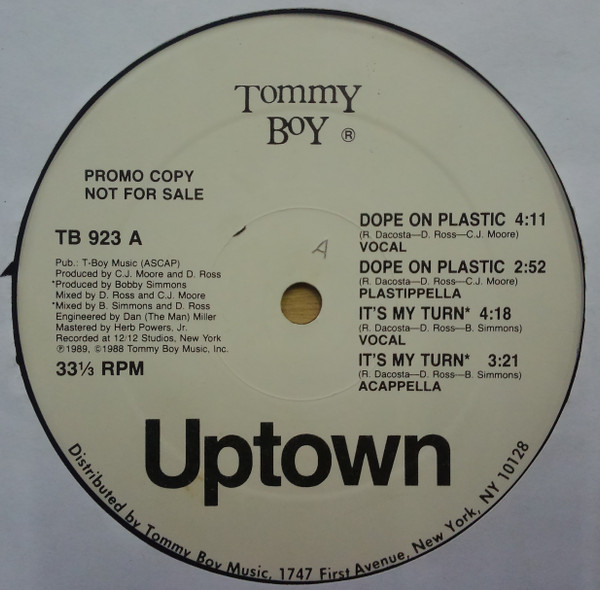 Tommy
Boy ®
PROMO COPY
NOT FOR SALE
TB 923 A
Pub.: T-Boy Music (ASCAP)
Produced by C.J. Moore and D. Ross
*Produced by Bobby Simmons
Mixed by D. Ross and C.J. Moore
*Mixed by B. Simmons and D. Ross
Engineered by Dan (The Man) Miller
Mastered by Herb Powers, Jr.
Recorded at 12/12 Studios, New York
℗1989, ©1988 Tommy Boy Music, Inc.
33⅓ RPM
A
DOPE ON PLASTIC 4:11
(R. Dacosta—D. Ross—C.J. Moore)
VOCAL
DOPE ON PLASTIC 2:52
(R. Dacosta—D. Ross—C.J. Moore)
PLASTIPPELLA
IT'S MY TURN* 4:18
(R. Dacosta—D. Ross—B. Simmons)
VOCAL
IT'S MY TURN* 3:21
(R. Dacosta—D. Ross—B. Simmons)
ACAPPELLA
Uptown
Distributed by Tommy Boy Music, 1747 First Avenue, New York, NY 10128